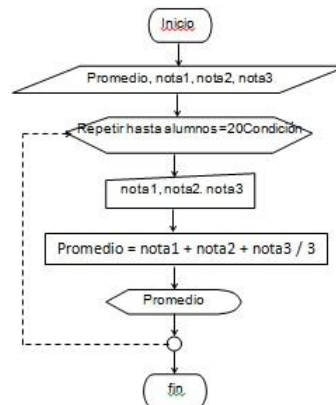 Inicio
Promedio, nota1, nota2, nota3
Repetir hasta alumnos =20Condición
nota1, nota2. nota3
Promedio = nota1 + nota2 + nota3 / 3
Promedio
fin